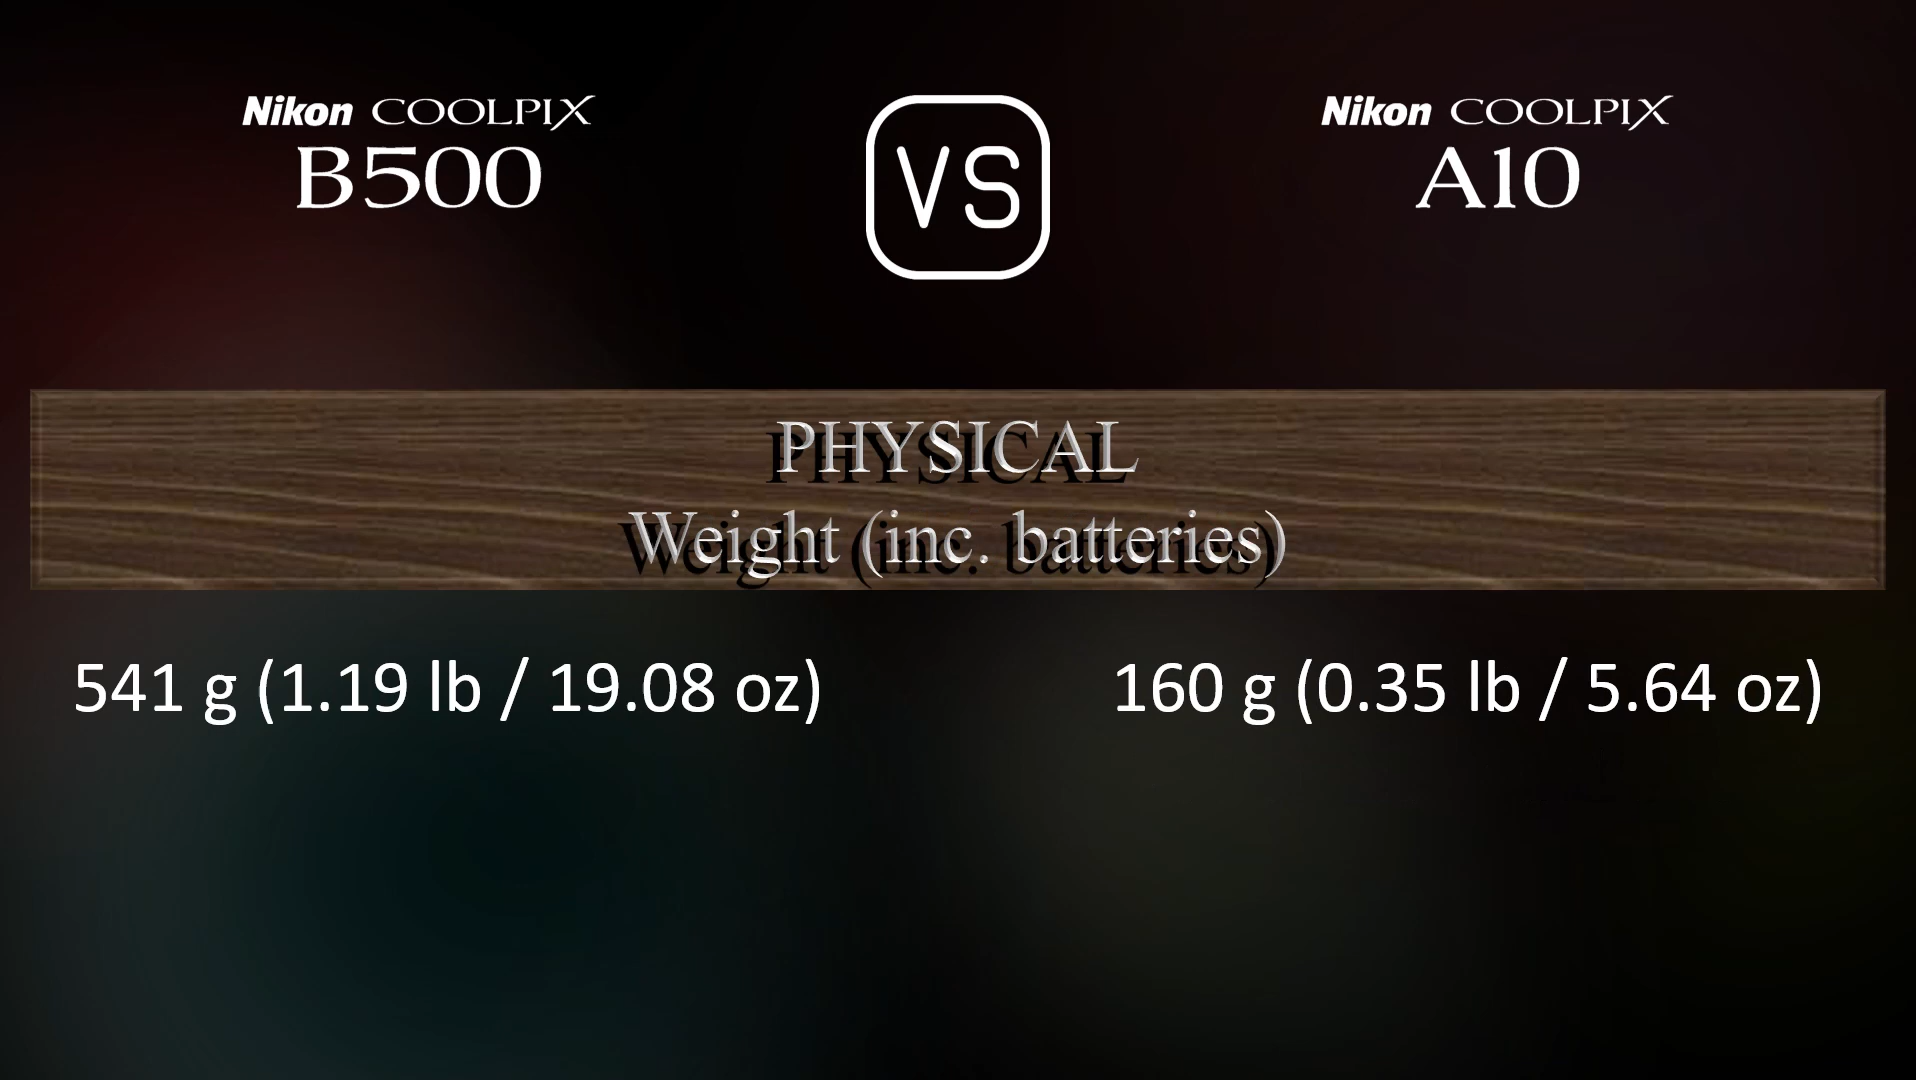 Nikon COOLPIX
B500
VS
Nikon COOLPIX
A10
PHYSICAL
Weight (inc. batteries)
541 g (1.19 lb / 19.08 oz)
160 g (0.35 lb / 5.64 oz)